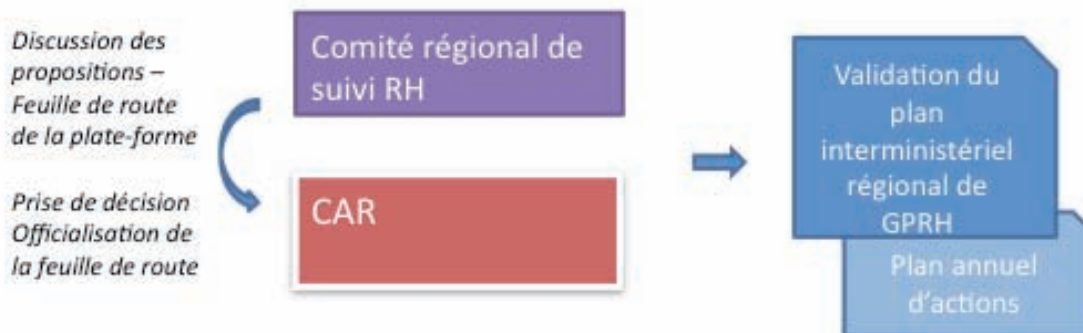 Discussion des
propositions –
Feuille de route
de la plate-forme
Prise de décision
Officialisation de
la feuille de route
Comité régional de
suivi RH
CAR
Validation du
plan
interministériel
régional de
GPRH
Plan annuel
d'actions